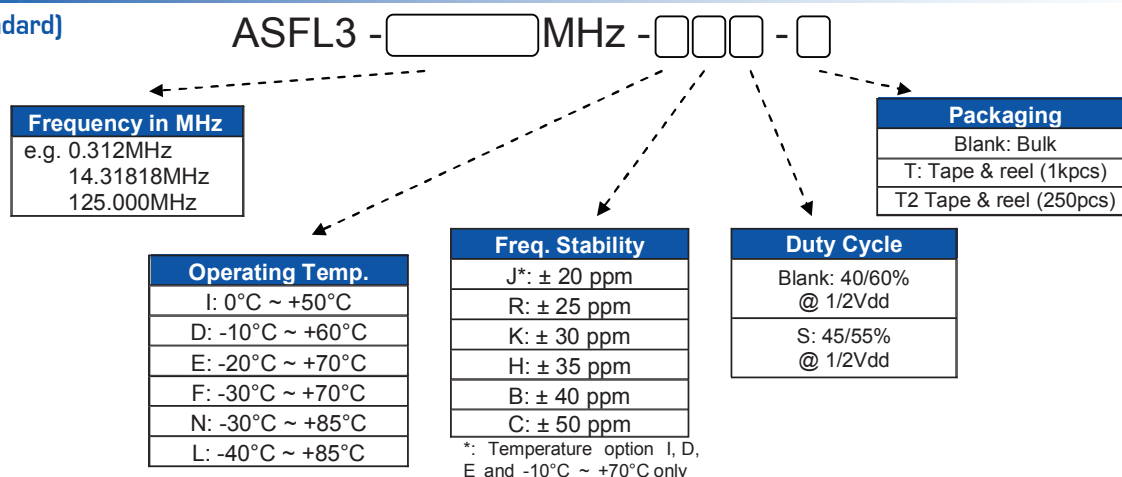 ndard)
ASFL3 - MHz - -
Frequency in MHz
e.g. 0.312MHz
14.31818MHz
125.000MHz
Operating Temp.
I: 0°C ~ +50°C
D: -10°C ~ +60°C
E: -20°C ~ +70°C
F: -30°C ~ +70°C
N: -30°C ~ +85°C
L: -40°C ~ +85°C
Freq. Stability
J*: ± 20 ppm
R: ± 25 ppm
K: ± 30 ppm
H: ± 35 ppm
B: ± 40 ppm
C: ± 50 ppm
*: Temperature option I, D,
E and -10°C ~ +70°C only
Duty Cycle
Blank: 40/60%
@ 1/2Vdd
S: 45/55%
@ 1/2Vdd
Packaging
Blank: Bulk
T: Tape & reel (1kpcs)
T2 Tape & reel (250pcs)